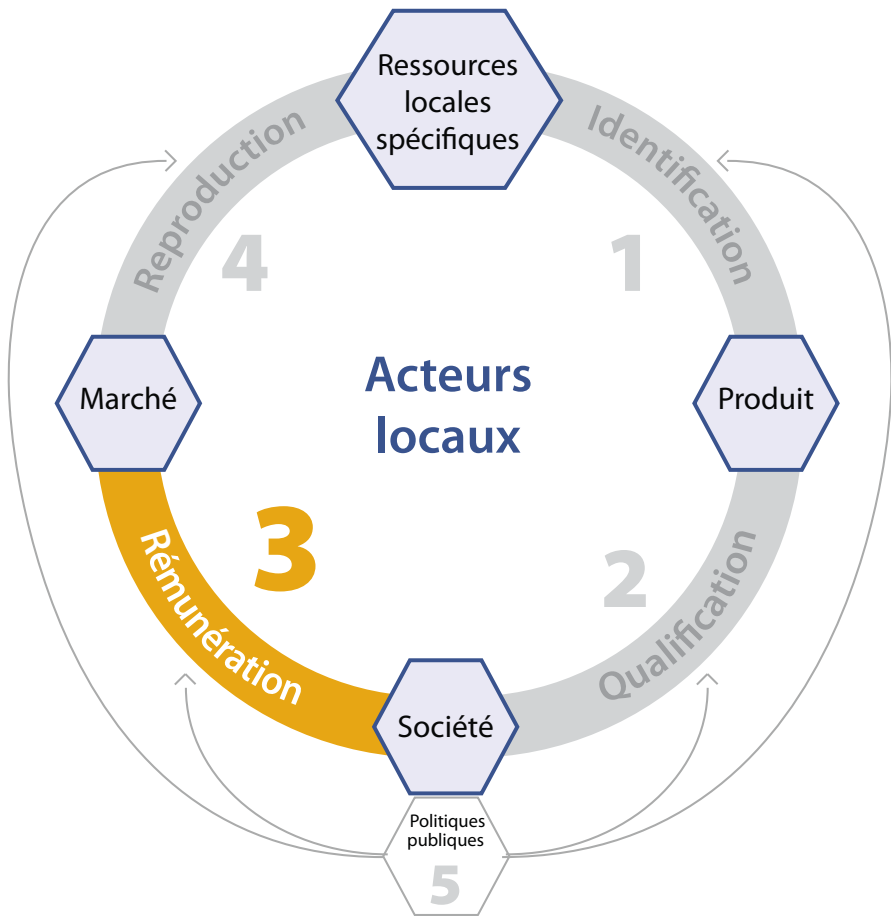 Ressources
locales
spécifiques
Identification
1
Produit
Qualification
2
Société
Rémunération
3
Marché
Reproduction
4
Acteurs
locaux
Politiques
publiques
5